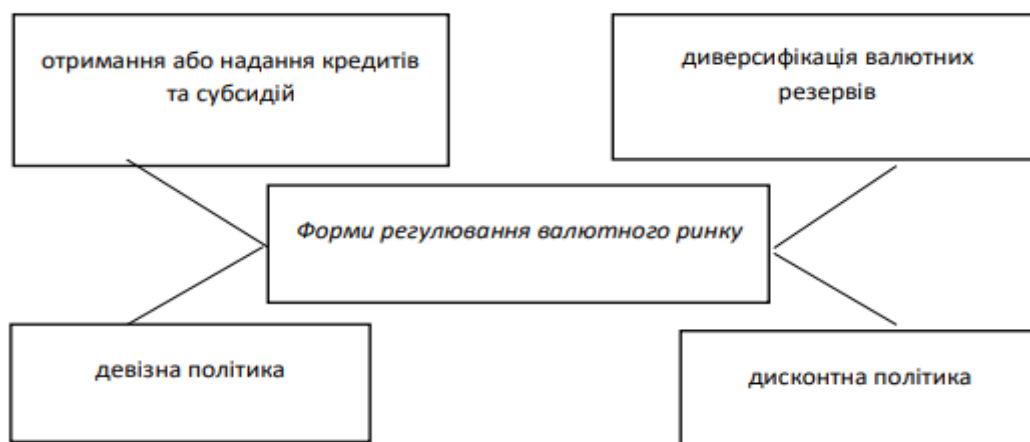 отримання або надання кредитів
та субсидій
диверсифікація валютних
резервів
Форми регулювання валютного ринку
девізна політика
дисконтна політика